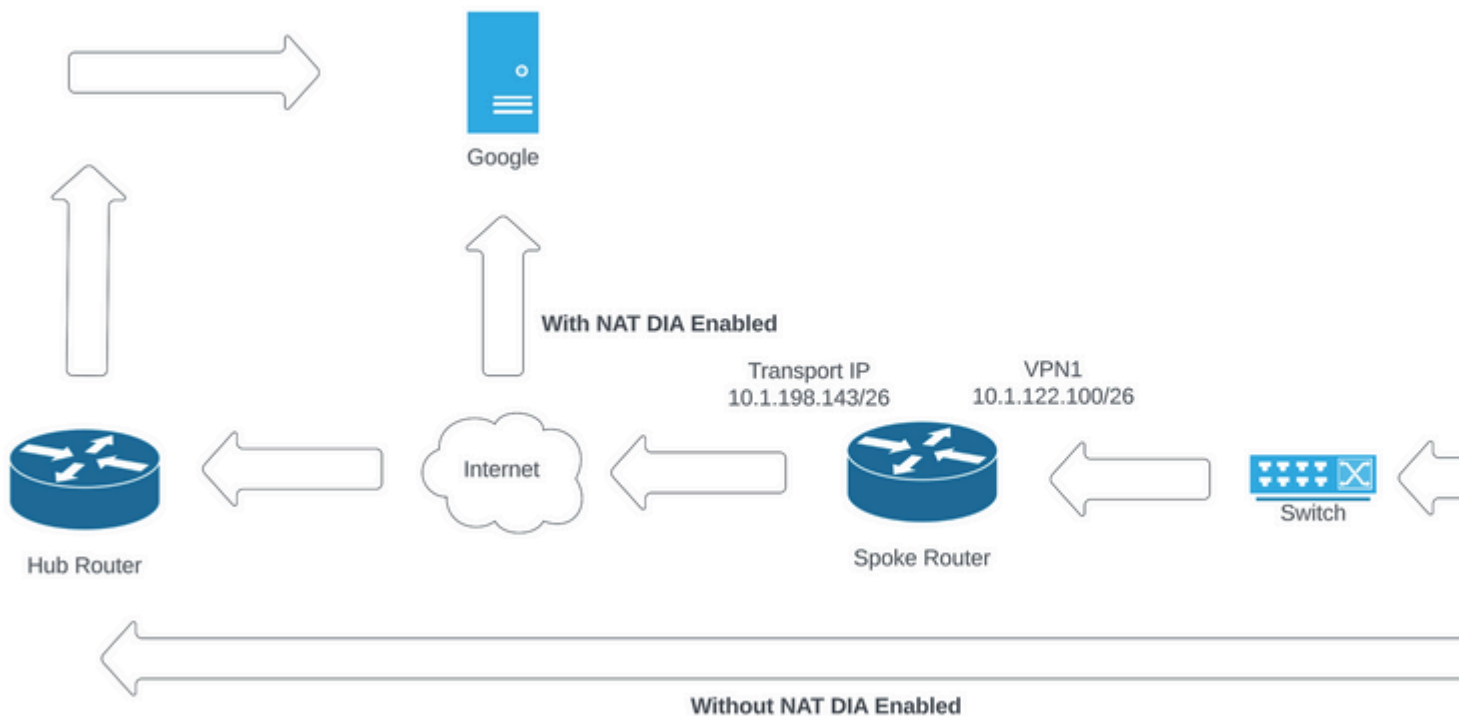 Google
With NAT DIA Enabled
Transport IP
10.1.198.143/26
VPN1
10.1.122.100/26
Internet
Hub Router
Spoke Router
Switch
Without NAT DIA Enabled